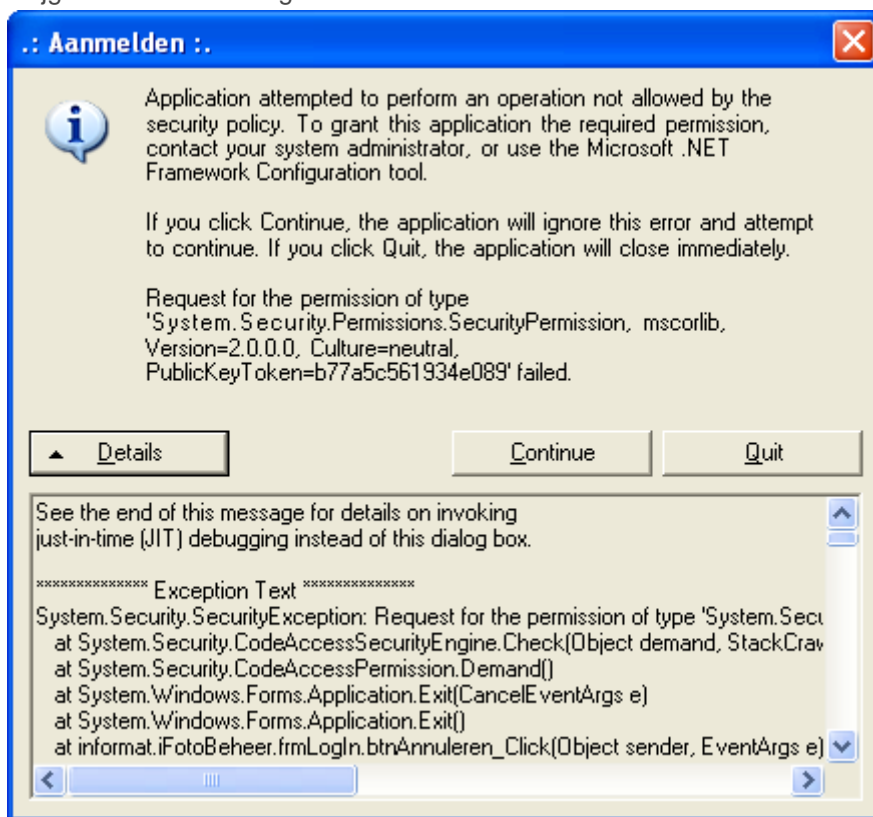 .: Aanmelden :.
Application attempted to perform an operation not allowed by the
security policy. To grant this application the required permission,
contact your system administrator, or use the Microsoft .NET
Framework Configuration tool.
If you click Continue, the application will ignore this error and attempt
to continue. If you click Quit, the application will close immediately.
Request for the permission of type
'System.Security.Permissions.SecurityPermission, mscorlib,
Version=2.0.0.0, Culture=neutral,
PublicKeyToken=b77a5c561934e089' failed.
Details
Continue
Quit
See the end of this message for details on invoking
just-in-time (JIT) debugging instead of this dialog box.
************** Exception Text **************
System.Security.SecurityException: Request for the permission of type 'System.Secu
at System.Security.CodeAccessSecurityEngine.Check(Object demand, StackCraw
at System.Security.CodeAccessPermission.Demand()
at System.Windows.Forms.Application.Exit(CancelEventArgs e)
at System.Windows.Forms.Application.Exit()
at informat.iFotoBeheer.frmLogIn.btnAnnuleren_Click(Object sender, EventArgs e)